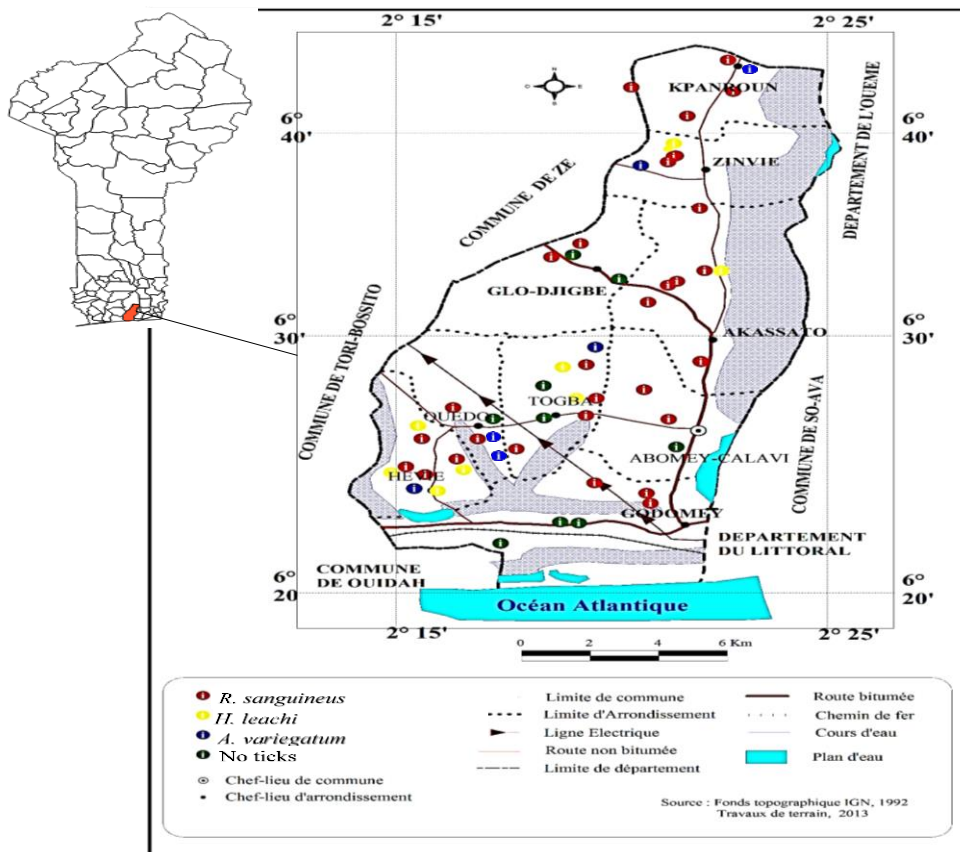 2° 15'
2° 25'
6°
40'
6°
40'
KPANROUN
ZINVIE
COMMUNE DE ZE
DEPARTEMENT DE L'OUEME
GLO-DJIGBE
6°
30'
6°
30'
AKASSATO
COMMUNE DE TORI-BOSSITO
TOGBA
OUEDO
ABOMEY-CALAVI
COMMUNE DE SO-AVA
HEVIE
GODOMEY
DEPARTEMENT
DU LITTORAL
COMMUNE
DE OUIDAH
6°
20'
6°
20'
Océan Atlantique
2° 15'
2° 25'
0 2 4 6 Km
R. sanguineus
H. leachi
A. variegatum
No ticks
Chef-lieu de commune
Chef-lieu d'arrondissement
Limite de commune
Limite d'Arrondissement
Ligne Electrique
Route non bitumée
Limite de département
Route bitumée
Chemin de fer
Cours d'eau
Plan d'eau
Source : Fonds topographique IGN, 1992
Travaux de terrain, 2013